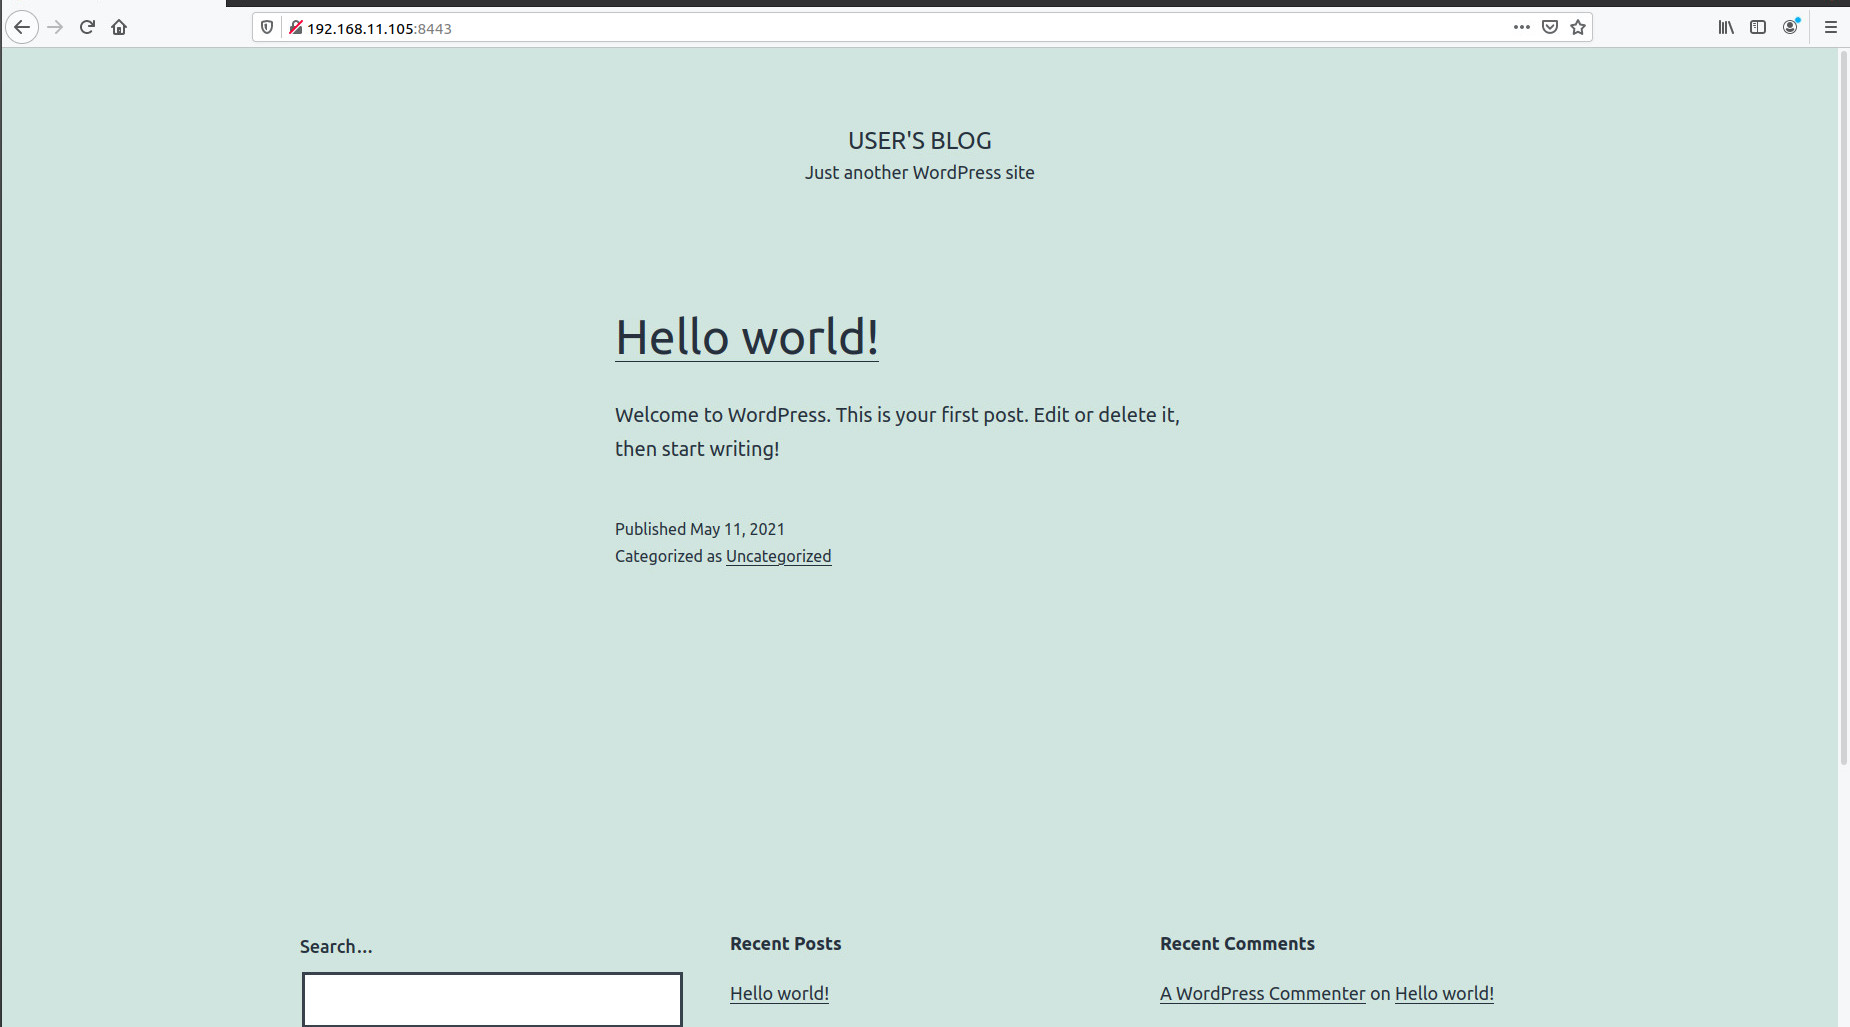 192.168.11.105:8443
USER'S BLOG
Just another WordPress site
Hello world!
Welcome to WordPress. This is your first post. Edit or delete it,
then start writing!
Published May 11, 2021
Categorized as Uncategorized
Search…
Recent Posts
Hello world!
Recent Comments
A WordPress Commenter on Hello world!